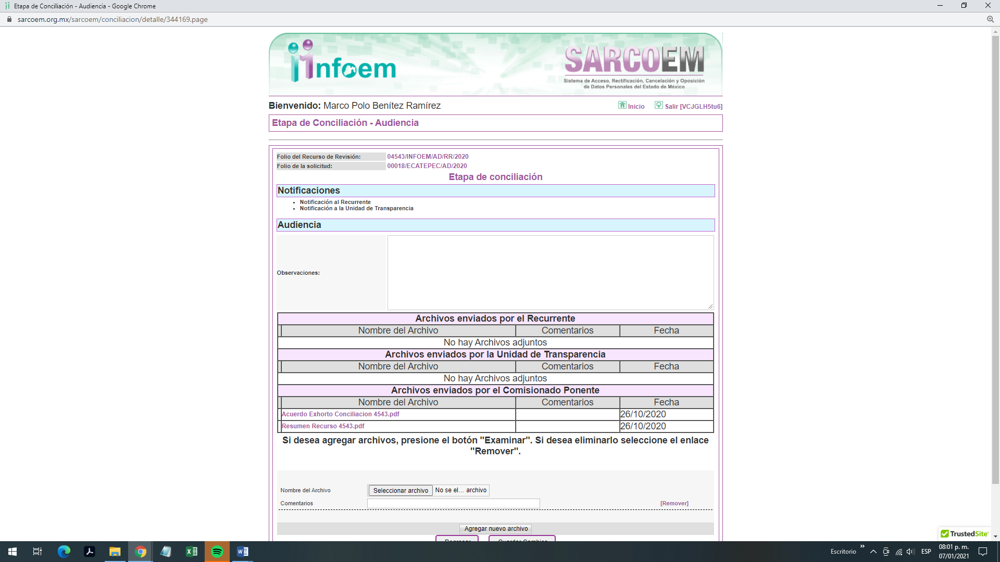 Etapa de Conciliación - Audiencia - Google Chrome
sarcoem.org.mx/sarcoem/conciliacion/detalle/344169.page
infoem
SARCOEM
Sistema de Acceso, Rectificación, Cancelación y Oposición
de Datos Personales del Estado de México
Bienvenido: Marco Polo Benítez Ramírez
Inicio Salir [VCJGLH5tu6]
Etapa de Conciliación - Audiencia
Folio del Recurso de Revisión: 04543/INFOEM/AD/RR/2020
Folio de la solicitud: 00018/ECATEPEC/AD/2020
Etapa de conciliación
Notificaciones
• Notificación al Recurrente
• Notificación a la Unidad de Transparencia
Audiencia
Observaciones:
Archivos enviados por el Recurrente
Nombre del Archivo Comentarios Fecha
No hay Archivos adjuntos
Archivos enviados por la Unidad de Transparencia
Nombre del Archivo Comentarios Fecha
No hay Archivos adjuntos
Archivos enviados por el Comisionado Ponente
Nombre del Archivo Comentarios Fecha
Acuerdo Exhorto Conciliacion 4543.pdf 26/10/2020
Resumen Recurso 4543.pdf 26/10/2020
Si desea agregar archivos, presione el botón "Examinar". Si desea eliminarlo seleccione el enlace
"Remover".
Nombre del Archivo Seleccionar archivo No se el... archivo
Comentarios [Remover]
Agregar nuevo archivo
Regresar Guardar Cambios
TrustedSite
Escritorio » ESP 08:01 p. m.
07/01/2021